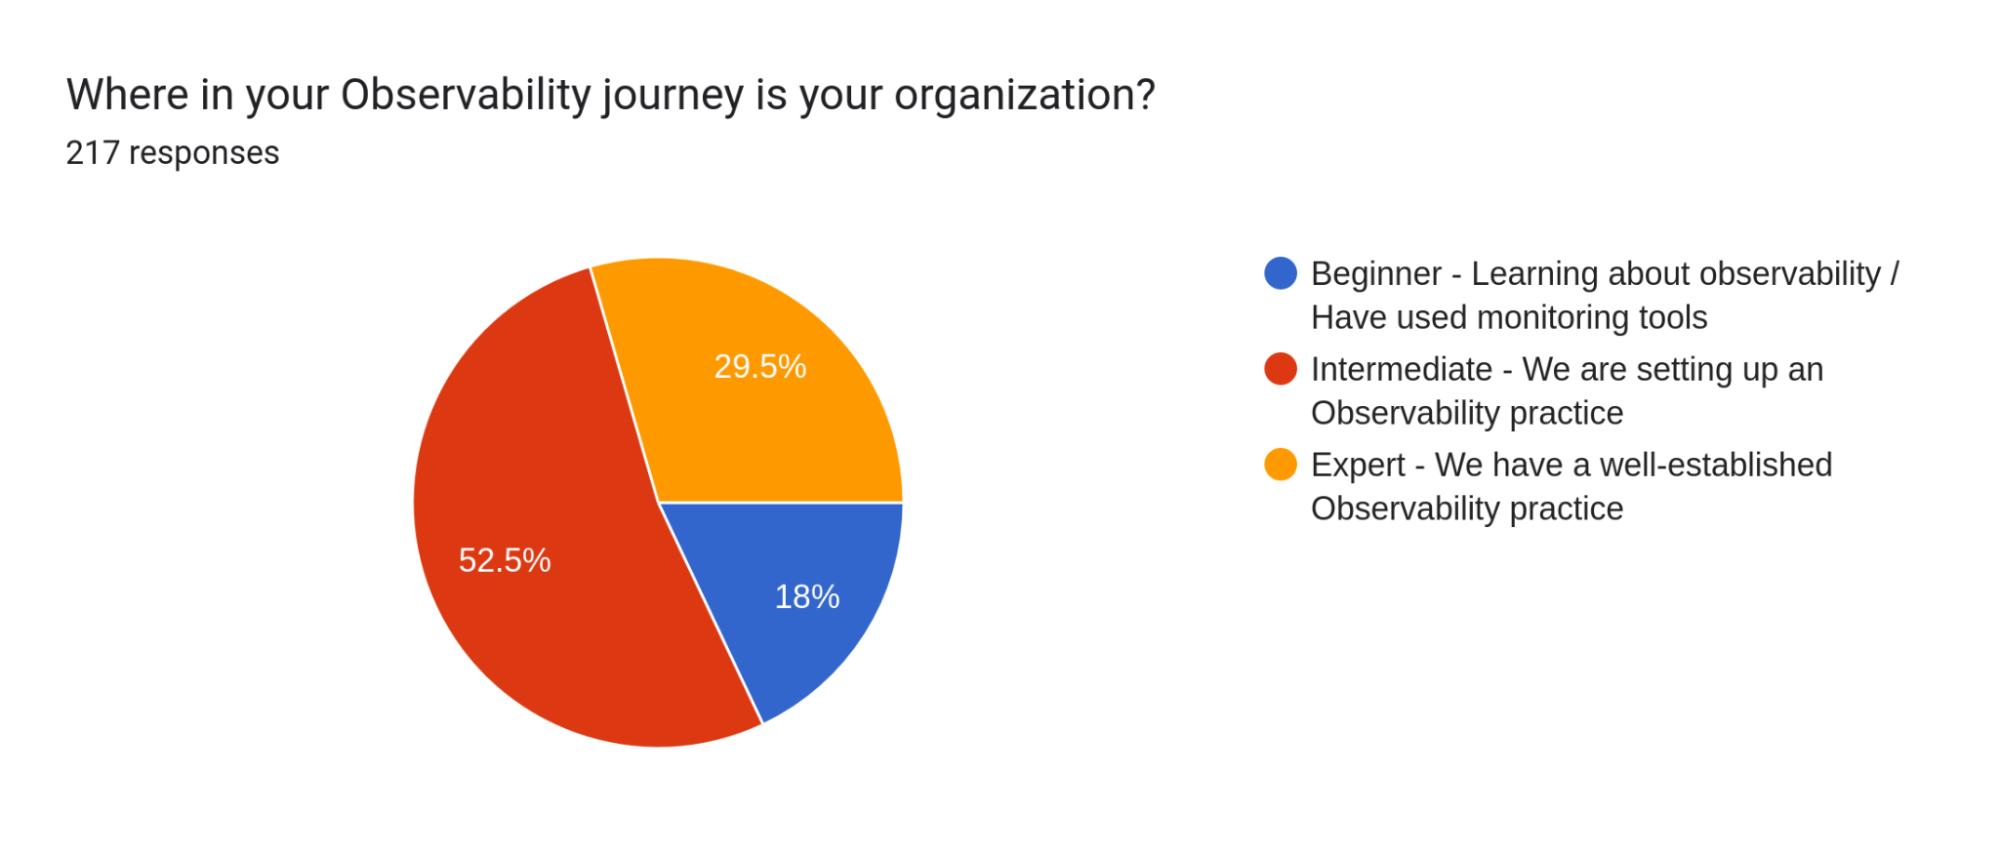 Where in your Observability journey is your organization?
217 responses
29.5%
52.5%
18%
Beginner - Learning about observability /
Have used monitoring tools
Intermediate - We are setting up an
Observability practice
Expert - We have a well-established
Observability practice